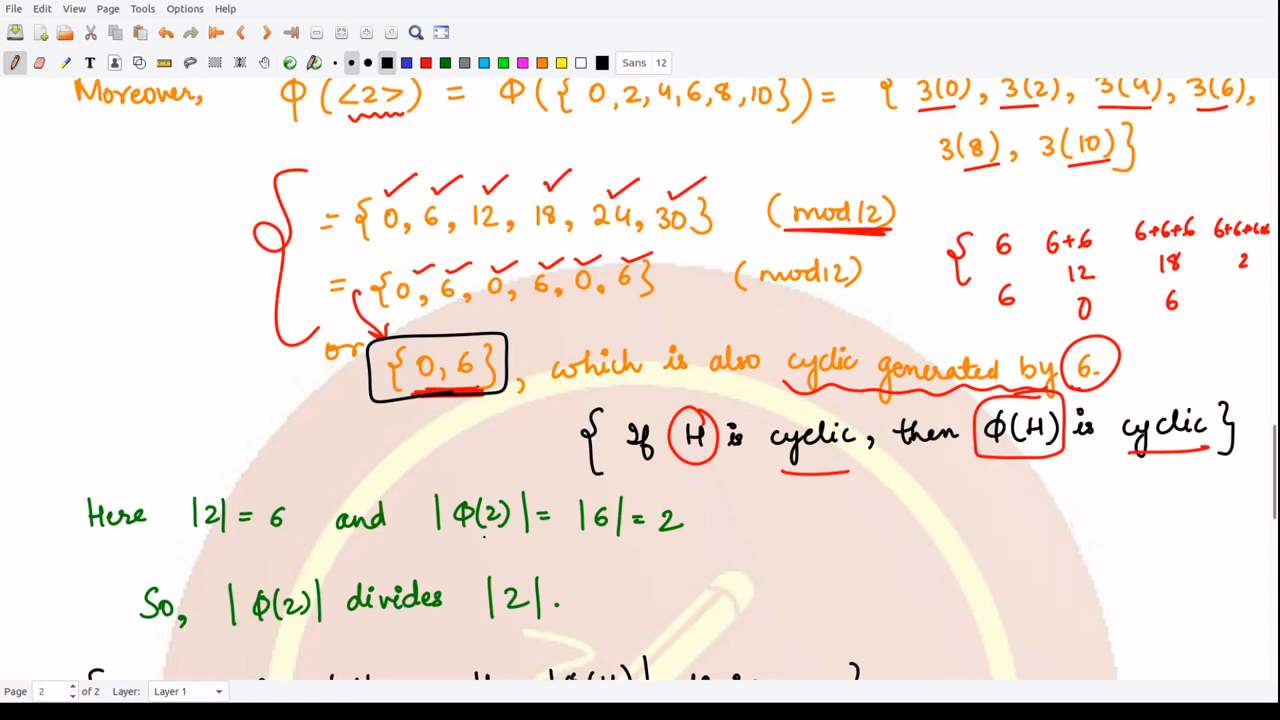 File Edit View Page Tools Options Help
Sans 12
Moreover, Φ(<2>) = Φ({0,2,4,6,8,10}) = {3(0), 3(2), 3(4), 3(6),
3(8), 3(10)}
= {0, 6, 12, 18, 24, 30} (mod 12)
{ 6 6+6 6+6+6
12 18 2
= {0, 6, 0, 6, 0, 6} (mod 12)
6 0 6
or {0, 6}, which is also cyclic generated by 6.
{ If H is cyclic, then Φ(H) is cyclic }
Here |2| = 6 and |Φ(2)| = |6| = 2
So, |Φ(2)| divides |2|.
Page 2 of 2 Layer: Layer 1